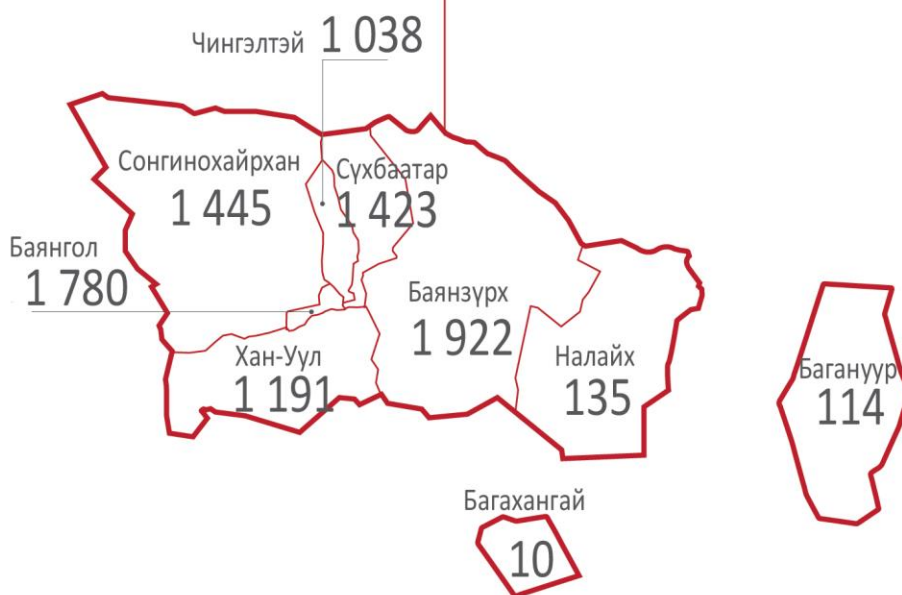 Чингэлтэй 1 038
Сонгинохайрхан
1 445
Сүхбаатар
1 423
Баянгол
1 780
Баянзүрх
1 922
Хан-Уул
1 191
Налайх
135
Багануур
114
Багахангай
10